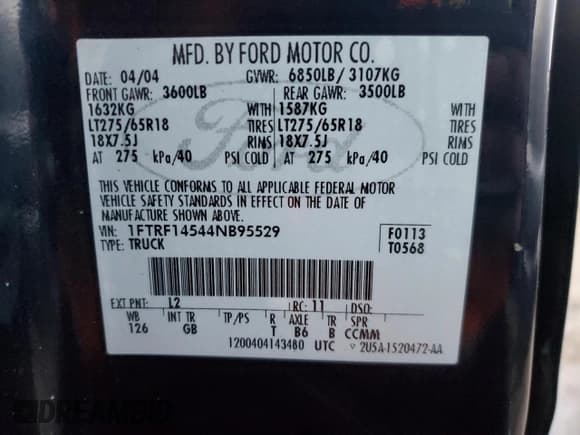 MFD. BY FORD MOTOR CO.
DATE: 04/04 GVWR: 6850LB/ 3107KG
FRONT GAWR: 3600LB REAR GAWR: 3500LB
1632KG WITH 1587KG WITH
LT275/65R18 TIRES LT275/65R18 TIRES
18X7.5J RIMS 18X7.5J RIMS
AT 275 kPa/40 PSI COLD AT 275 kPa/40 PSI COLD
Ford
THIS VEHICLE CONFORMS TO ALL APPLICABLE FEDERAL MOTOR
VEHICLE SAFETY STANDARDS IN EFFECT ON THE DATE OF
MANUFACTURE SHOWN ABOVE.
VIN: 1FTRF14544NB95529 F0113
TYPE: TRUCK T0568
EXT PNT: L2 RC: 11 DSO:
WB INT TR TP/PS R AXLE TR SPR
126 GB T B6 B CCMM
1200404143480 UTC 2U5A-1520472-AA
DREAMBID